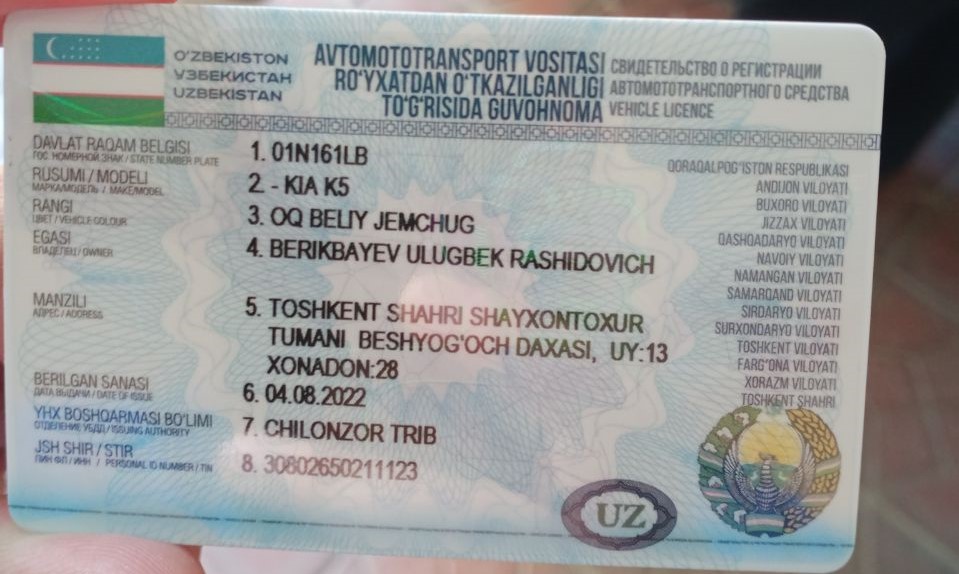 O'ZBEKISTON
ЎЗБЕКИСТАН
UZBEKISTAN
AVTOMOTOTRANSPORT VOSITASI
RO'YXATDAN O'TKAZILGANLIGI
TO'G'RISIDA GUVOHNOMA
СВИДЕТЕЛЬСТВО О РЕГИСТРАЦИИ
АВТОМОТОТРАНСПОРТНОГО СРЕДСТВА
VEHICLE LICENCE
DAVLAT RAQAM BELGISI
ГОС. НОМЕРНОЙ ЗНАК / STATE NUMBER PLATE
1. 01N161LB
RUSUMI / MODELI
МАРКА/МОДЕЛЬ / MAKE/MODEL
2. - KIA K5
RANGI
ЦВЕТ / VEHICLE COLOUR
3. OQ BELIY JEMCHUG
EGASI
ВЛАДЕЛЕЦ / OWNER
4. BERIKBAYEV ULUGBEK RASHIDOVICH
MANZILI
АДРЕС / ADDRESS
5. TOSHKENT SHAHRI SHAYXONTOXUR
TUMANI BESHYOG'OCH DAXASI, UY:13
XONADON:28
BERILGAN SANASI
ДАТА ВЫДАЧИ / DATE OF ISSUE
6. 04.08.2022
YHX BOSHQARMASI BO'LIMI
ОТДЕЛЕНИЕ УБДД / ISSUING AUTHORITY
7. CHILONZOR TRIB
JSH SHIR / STIR
ПИН ФЛ / ИНН / PERSONAL ID NUMBER / TIN
8. 30802650211123
QORAQALPOG'ISTON RESPUBLIKASI
ANDIJON VILOYATI
BUXORO VILOYATI
JIZZAX VILOYATI
QASHQADARYO VILOYATI
NAVOIY VILOYATI
NAMANGAN VILOYATI
SAMARQAND VILOYATI
SIRDARYO VILOYATI
SURXONDARYO VILOYATI
TOSHKENT VILOYATI
FARG'ONA VILOYATI
XORAZM VILOYATI
TOSHKENT SHAHRI
UZ